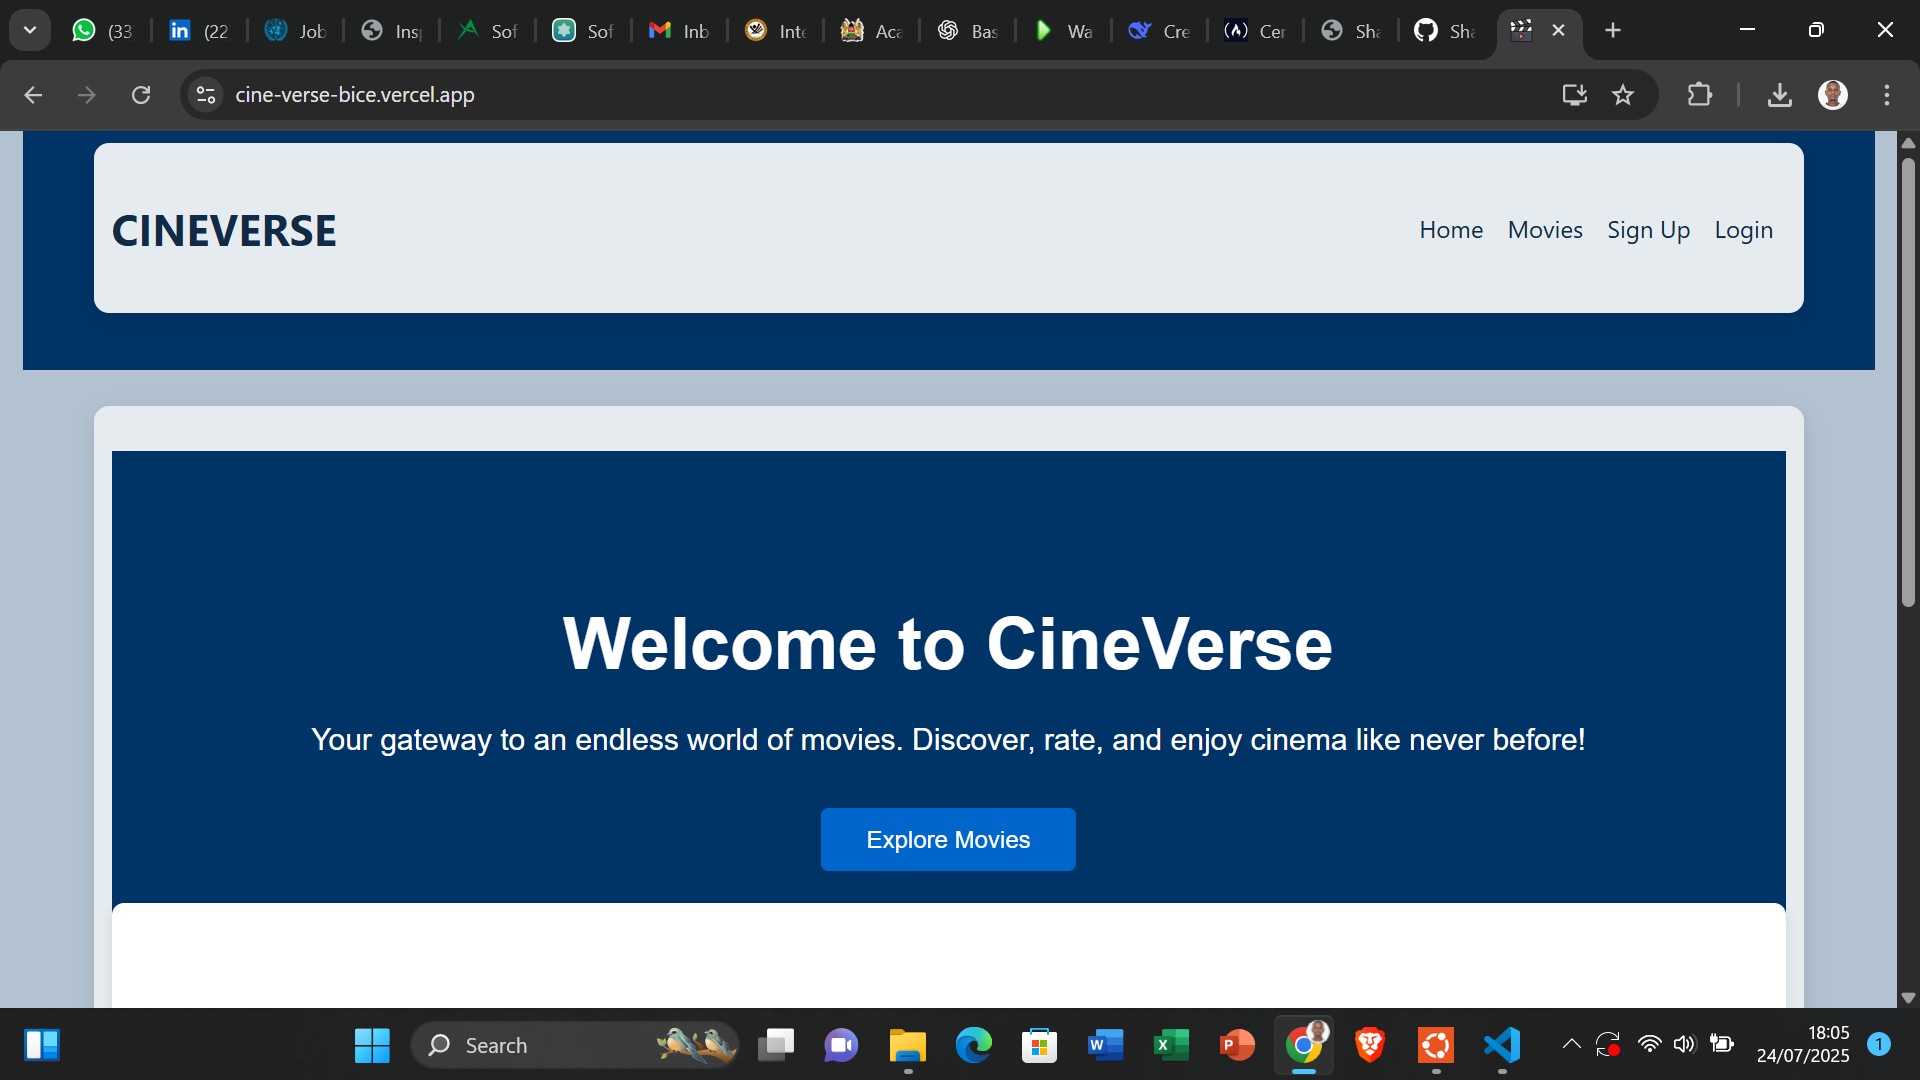 (33
(22
Job
Ins
Sof
Sof
Inb
Inte
Aca
Bas
Wa
Cre
Cer
Sha
Sha
cine-verse-bice.vercel.app
CINEVERSE
Home Movies Sign Up Login
Welcome to CineVerse
Your gateway to an endless world of movies. Discover, rate, and enjoy cinema like never before!
Explore Movies
Search
18:05
24/07/2025
1